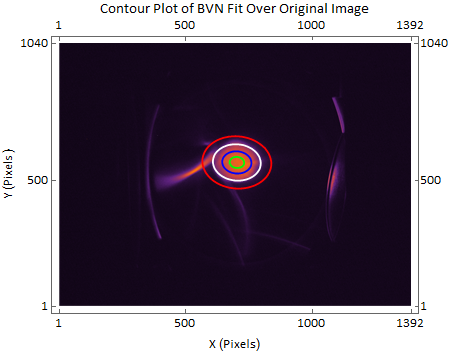 Contour Plot of BVN Fit Over Original Image
1 500 1000 1392
1040 1040
500 500
Y (Pixels )
1 1
1 500 1000 1392
X (Pixels)